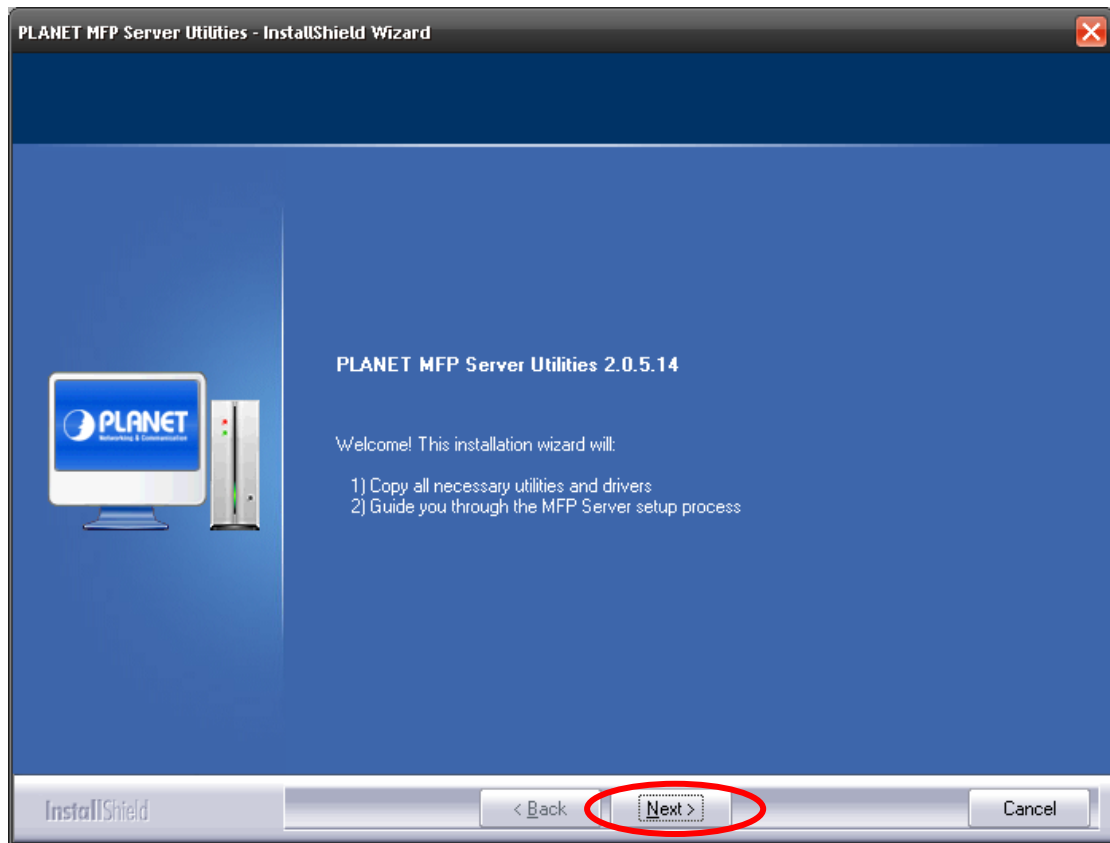 PLANET MFP Server Utilities - InstallShield Wizard
PLANET MFP Server Utilities 2.0.5.14
PLANET
Networking & Communication
Welcome! This installation wizard will:
1) Copy all necessary utilities and drivers
2) Guide you through the MFP Server setup process
InstallShield
< Back
Next >
Cancel